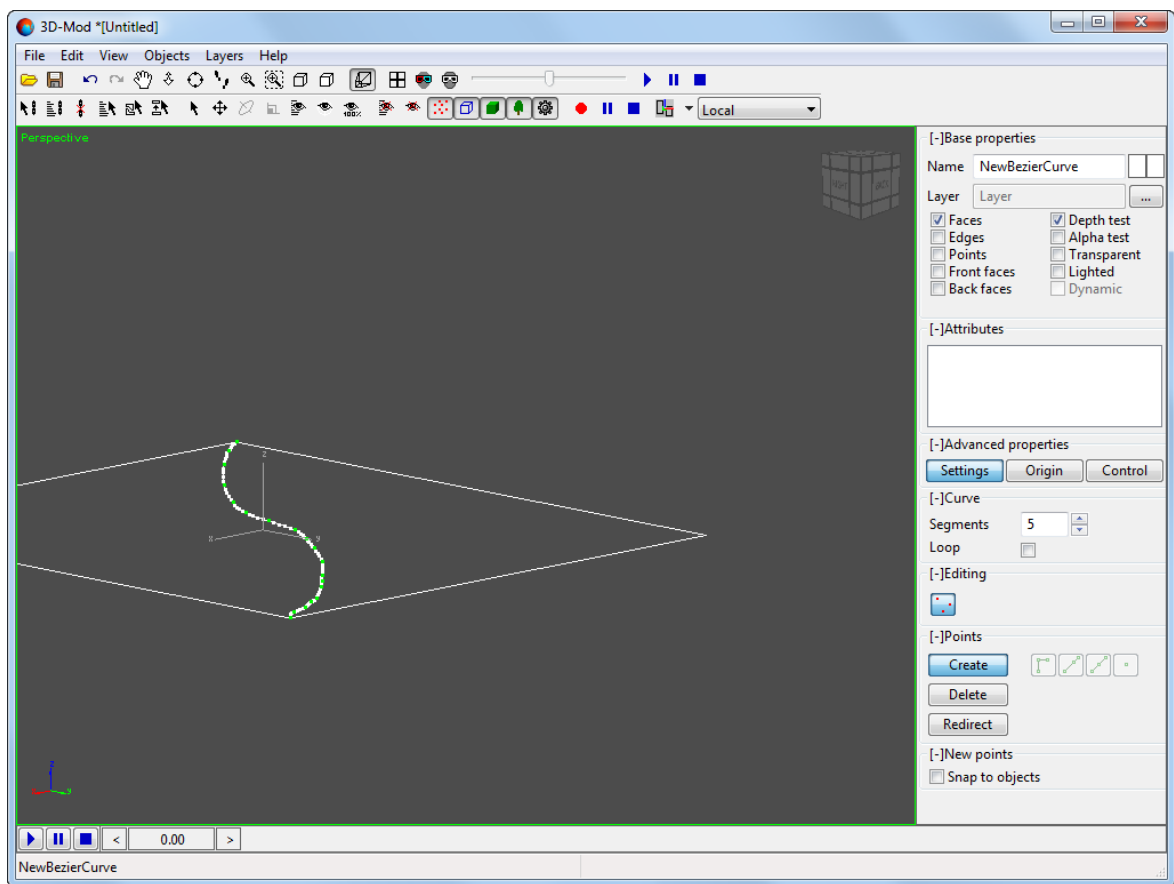 3D-Mod *[Untitled]
File Edit View Objects Layers Help
100%
Local
Perspective
[-]Base properties
Name NewBezierCurve
Layer Layer ...
Faces Depth test
Edges Alpha test
Points Transparent
Front faces Lighted
Back faces Dynamic
[-]Attributes
[-]Advanced properties
Settings Origin Control
[-]Curve
Segments 5
Loop
[-]Editing
[-]Points
Create
Delete
Redirect
[-]New points
Snap to objects
z
x y
z
y
< 0.00 >
NewBezierCurve